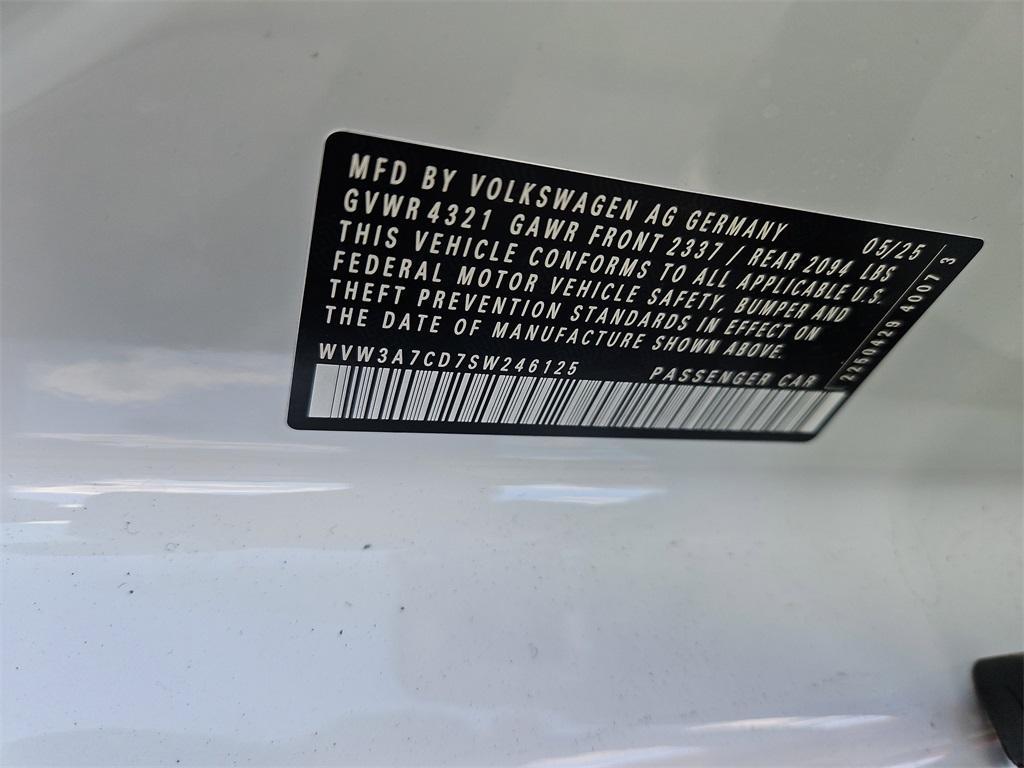 MFD BY VOLKSWAGEN AG GERMANY 05/25
GVWR 4321 GAWR FRONT 2337 / REAR 2094 LBS
THIS VEHICLE CONFORMS TO ALL APPLICABLE U.S.
FEDERAL MOTOR VEHICLE SAFETY, BUMPER AND
THEFT PREVENTION STANDARDS IN EFFECT ON
THE DATE OF MANUFACTURE SHOWN ABOVE.
WVW3A7CD7SW246125 PASSENGER CAR
2250429 4007 3